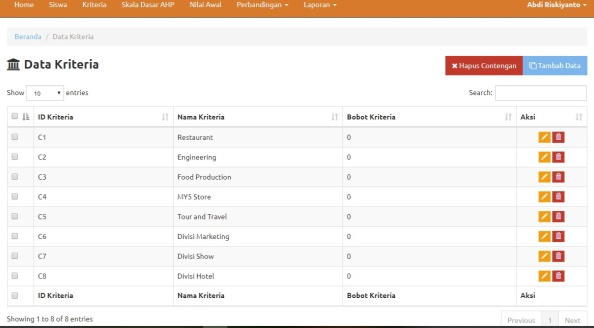 Home Siswa Kriteria Skala Dasar AHP Nilai Awal Perbandingan Laporan Abdi Riskiyanto
Beranda / Data Kriteria
Data Kriteria Hapus Contengan Tambah Data
Show 10 entries Search:
ID Kriteria Nama Kriteria Bobot Kriteria Aksi
C1 Restaurant 0
C2 Engineering 0
C3 Food Production 0
C4 MYS Store 0
C5 Tour and Travel 0
C6 Divisi Marketing 0
C7 Divisi Show 0
C8 Divisi Hotel 0
ID Kriteria Nama Kriteria Bobot Kriteria Aksi
Showing 1 to 8 of 8 entries Previous 1 Next